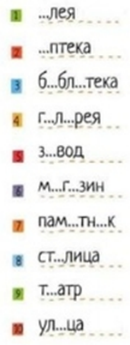 1 ...лея
2 ...птека
3 б...бл...тека
4 г...л...рея
5 з...вод
6 м...г...зин
7 пам...тн...к
8 ст...лица
9 т...атр
10 ул...ца